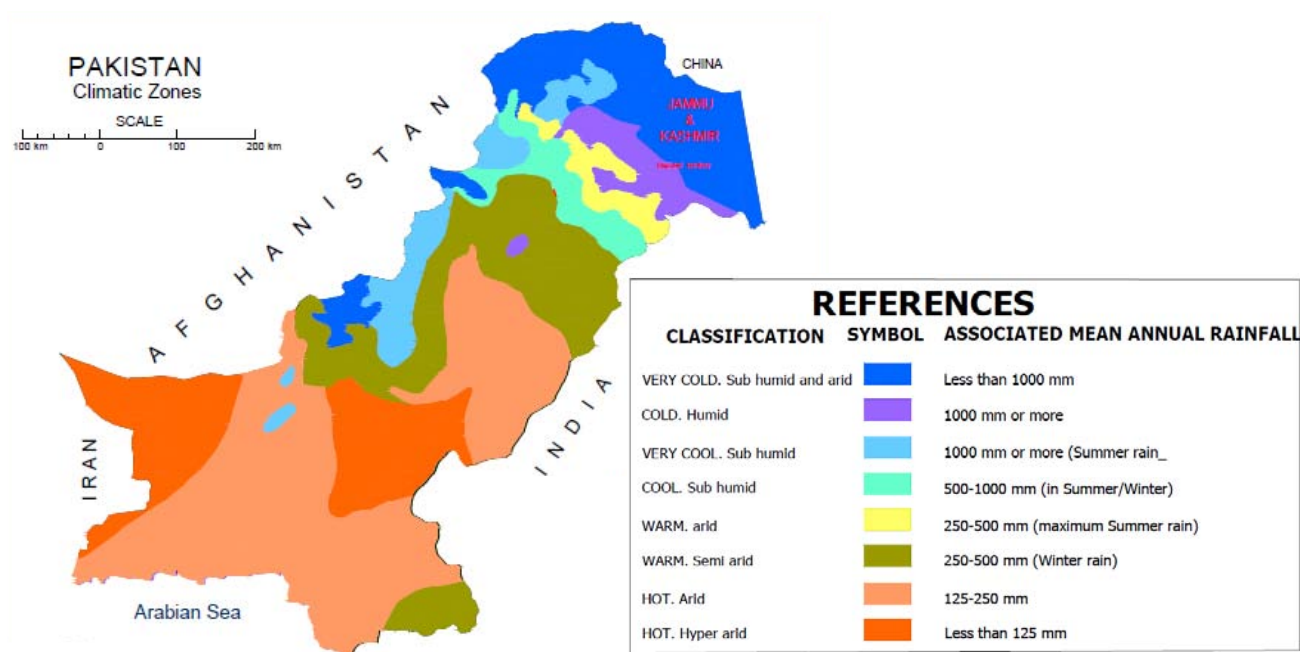 PAKISTAN
Climatic Zones
SCALE
100 km 0 100 200 km
CHINA
JAMMU
&
KASHMIR
AFGHANISTAN
IRAN
INDIA
Arabian Sea
REFERENCES
CLASSIFICATION SYMBOL ASSOCIATED MEAN ANNUAL RAINFALL
VERY COLD. Sub humid and arid Less than 1000 mm
COLD. Humid 1000 mm or more
VERY COOL. Sub humid 1000 mm or more (Summer rain_
COOL. Sub humid 500-1000 mm (in Summer/Winter)
WARM. arid 250-500 mm (maximum Summer rain)
WARM. Semi arid 250-500 mm (Winter rain)
HOT. Arid 125-250 mm
HOT. Hyper arid Less than 125 mm